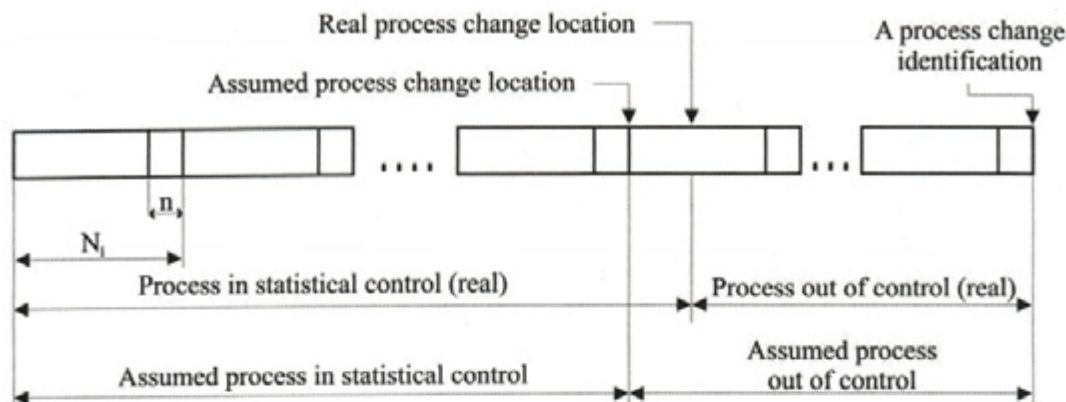 Real process change location
A process change
identification
Assumed process change location
n
N₁
Process in statistical control (real)
Process out of control (real)
Assumed process in statistical control
Assumed process
out of control